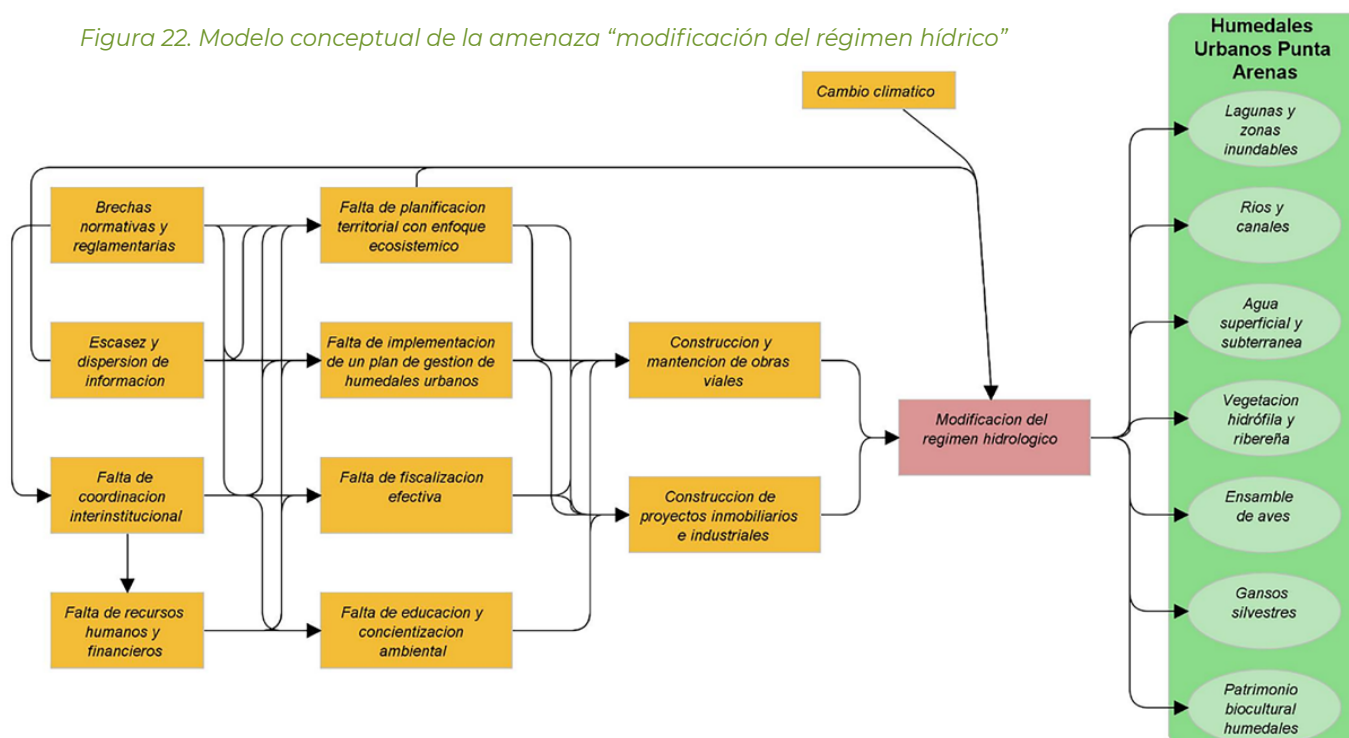 Figura 22. Modelo conceptual de la amenaza “modificación del régimen hídrico”
Humedales
Urbanos Punta
Arenas
Cambio climatico
Lagunas y
zonas
inundables
Brechas
normativas y
reglamentarias
Falta de planificacion
territorial con enfoque
ecosistemico
Rios y
canales
Escasez y
dispersion de
informacion
Falta de implementacion
de un plan de gestion de
humedales urbanos
Construccion y
mantencion de obras
viales
Agua
superficial y
subterranea
Modificacion del
regimen hidrologico
Vegetacion
hidrófila y
ribereña
Falta de
coordinacion
interinstitucional
Falta de fiscalizacion
efectiva
Construccion de
proyectos inmobiliarios
e industriales
Ensamble
de aves
Falta de recursos
humanos y
financieros
Falta de educacion y
concientizacion
ambiental
Gansos
silvestres
Patrimonio
biocultural
humedales